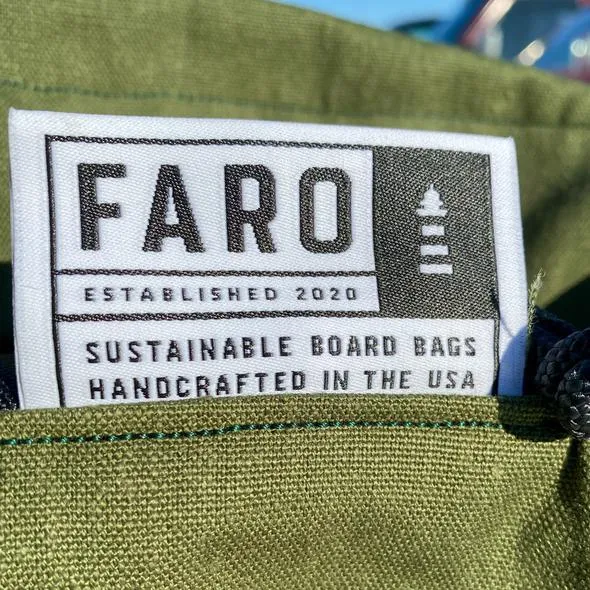 FARO
ESTABLISHED 2020
SUSTAINABLE BOARD BAGS
HANDCRAFTED IN THE USA